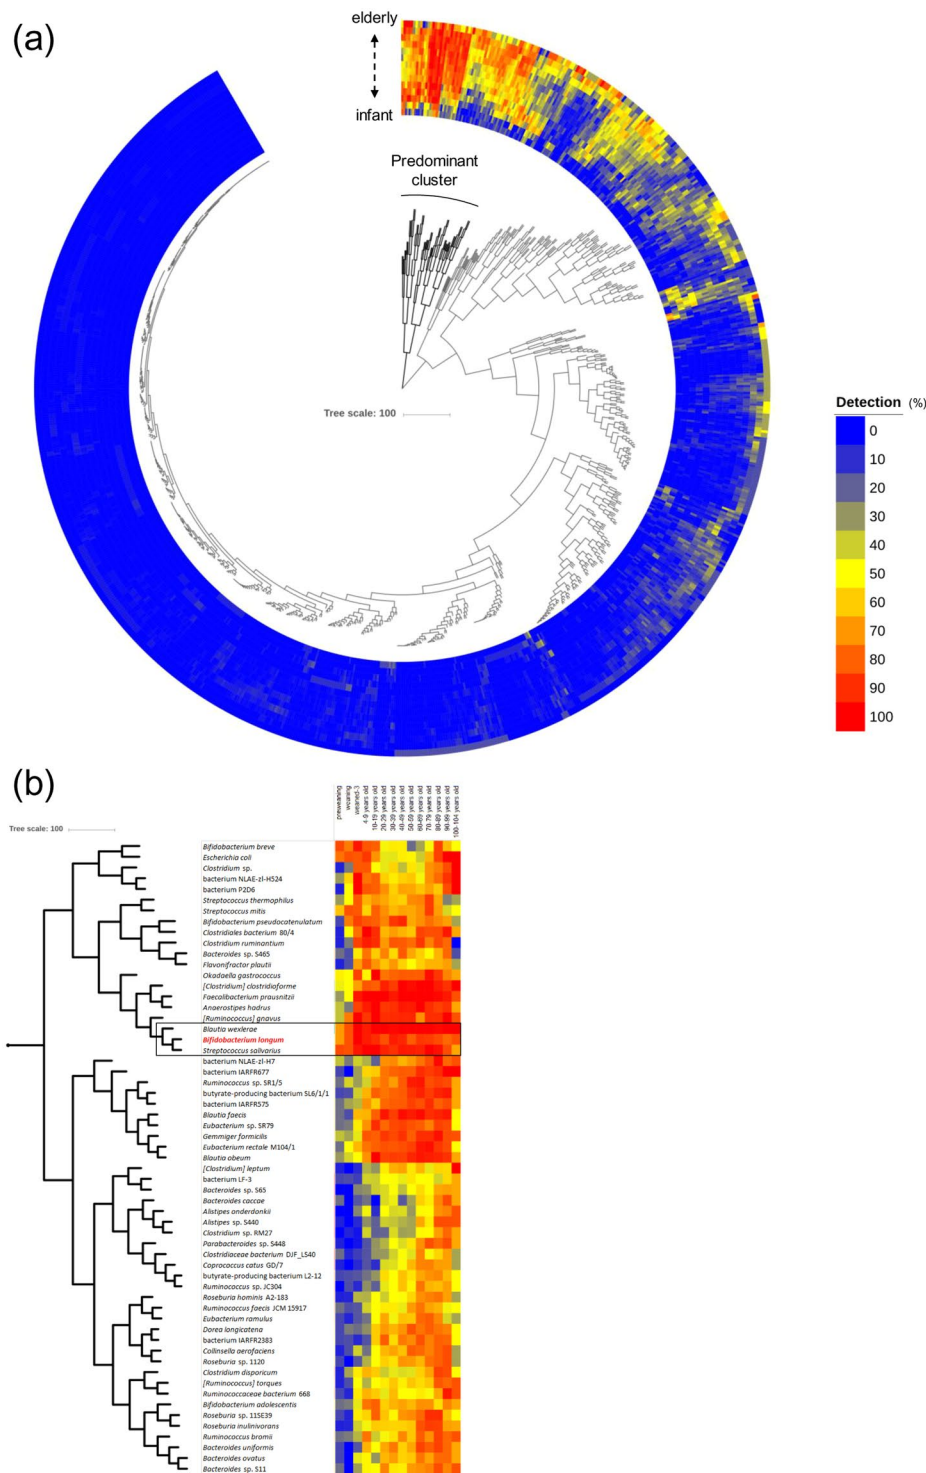 (a)
elderly
infant
Predominant
cluster
Tree scale: 100
Detection (%)
0
10
20
30
40
50
60
70
80
90
100
(b)
Tree scale: 100
preweaning
weaning
weaned-3
4-9 years old
10-19 years old
20-29 years old
30-39 years old
40-49 years old
50-59 years old
60-69 years old
70-79 years old
80-89 years old
90-99 years old
100-104 years old
Bifidobacterium breve
Escherichia coli
Clostridium sp.
bacterium NLAE-zl-H524
bacterium P2D6
Streptococcus thermophilus
Streptococcus mitis
Bifidobacterium pseudocatenulatum
Clostridiales bacterium 80/4
Clostridium ruminantium
Bacteroides sp. S465
Flavonifractor plautii
Okadaella gastrococcus
[Clostridium] clostridioforme
Faecalibacterium prausnitzii
Anaerostipes hadrus
[Ruminococcus] gnavus
Blautia wexlerae
Bifidobacterium longum
Streptococcus salivarius
bacterium NLAE-zl-H7
bacterium IARFR677
Ruminococcus sp. SR1/5
butyrate-producing bacterium SL6/1/1
bacterium IARFR575
Blautia faecis
Eubacterium sp. SR79
Gemmiger formicilis
Eubacterium rectale M104/1
Blautia obeum
[Clostridium] leptum
bacterium LF-3
Bacteroides sp. S65
Bacteroides caccae
Alistipes onderdonkii
Alistipes sp. S440
Clostridium sp. RM27
Parabacteroides sp. S448
Clostridiaceae bacterium DJF_LS40
Coprococcus catus GD/7
butyrate-producing bacterium L2-12
Ruminococcus sp. JC304
Roseburia hominis A2-183
Ruminococcus faecis JCM 15917
Eubacterium ramulus
Dorea longicatena
bacterium IARFR2383
Collinsella aerofaciens
Roseburia sp. 1120
Clostridium disporicum
[Ruminococcus] torques
Ruminococcaceae bacterium 668
Bifidobacterium adolescentis
Roseburia sp. 11SE39
Roseburia inulinivorans
Ruminococcus bromii
Bacteroides uniformis
Bacteroides ovatus
Bacteroides sp. S11